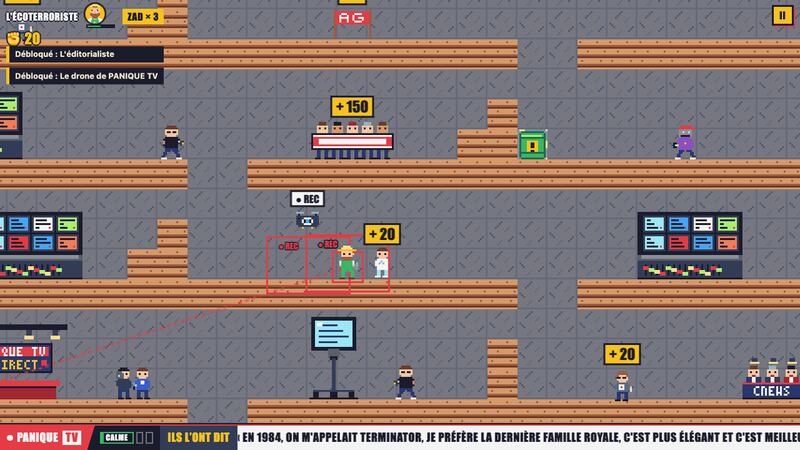 L'ÉCOTERRORISTE
ZAD × 3
AG
20
Débloqué : L'éditorialiste
Débloqué : Le drone de PANIQUE TV
+ 150
● REC
+ 20
● REC
● REC
QUE TV
IRECT
+ 20
CNEWS
● PANIQUE TV
CALME
ILS L'ONT DIT
EN 1984, ON M'APPELAIT TERMINATOR, JE PRÉFÈRE LA DERNIÈRE FAMILLE ROYALE, C'EST PLUS ÉLÉGANT ET C'EST MEILLEU